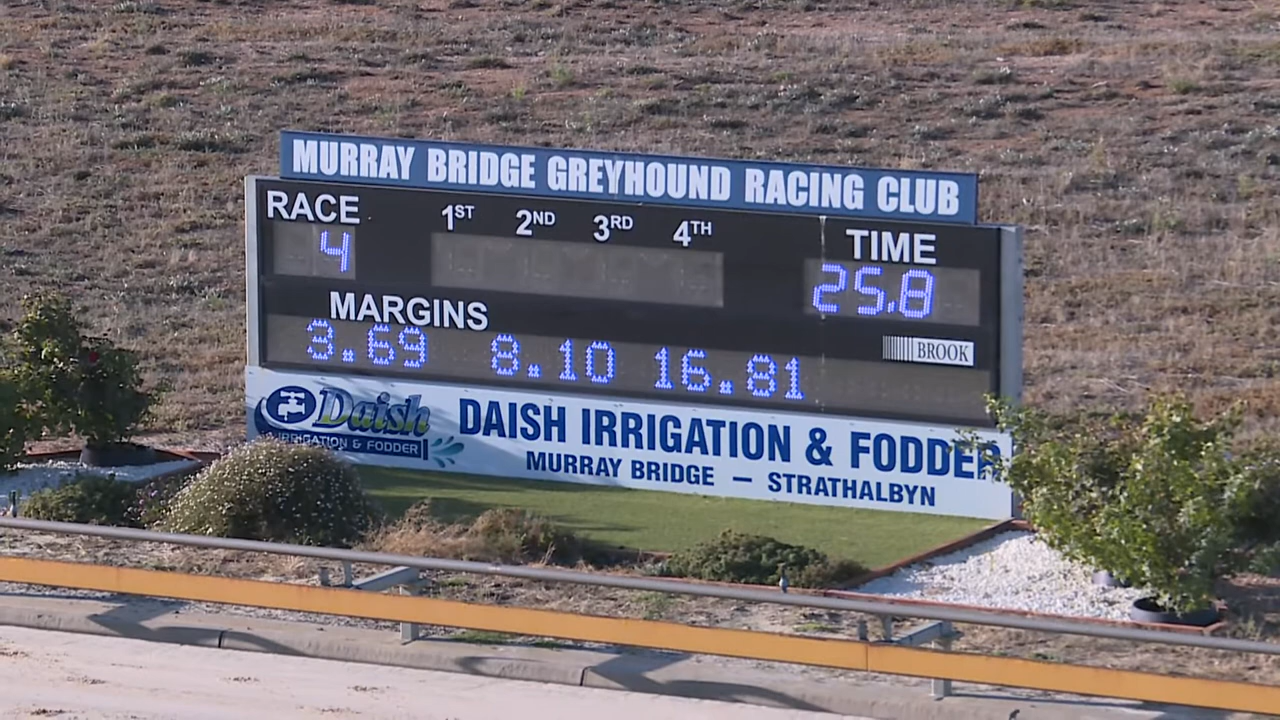 MURRAY BRIDGE GREYHOUND RACING CLUB
RACE 1ST 2ND 3RD 4TH TIME
4 25.8
MARGINS
3.69 8.10 16.81
BROOK
Daish
IRRIGATION & FODDER
DAISH IRRIGATION & FODDER
MURRAY BRIDGE — STRATHALBYN